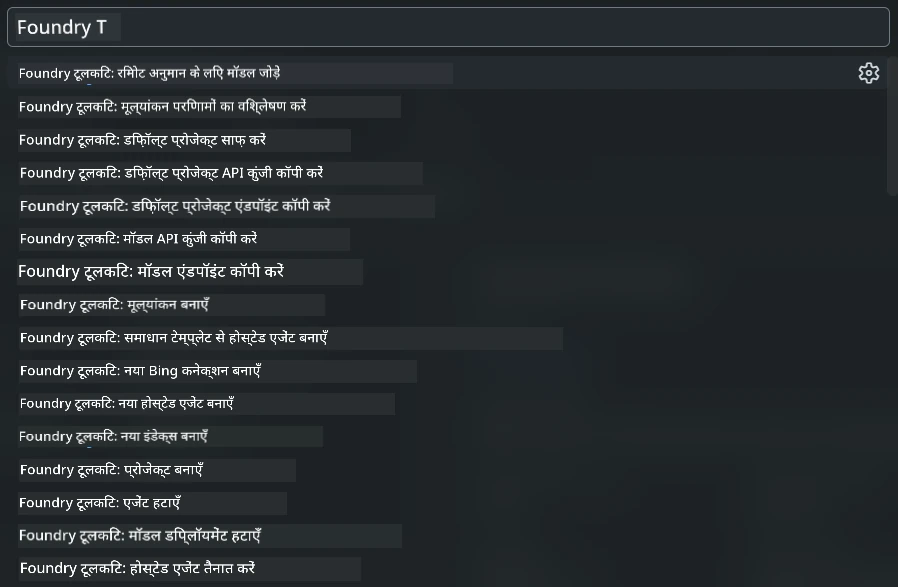 Foundry T
Foundry टूलकिट: रिमोट अनुमान के लिए मॉडल जोड़ें
Foundry टूलकिट: मूल्यांकन परिणामों का विश्लेषण करें
Foundry टूलकिट: डिफ़ॉल्ट प्रोजेक्ट साफ़ करें
Foundry टूलकिट: डिफ़ॉल्ट प्रोजेक्ट API कुंजी कॉपी करें
Foundry टूलकिट: डिफ़ॉल्ट प्रोजेक्ट एंडपॉइंट कॉपी करें
Foundry टूलकिट: मॉडल API कुंजी कॉपी करें
Foundry टूलकिट: मॉडल एंडपॉइंट कॉपी करें
Foundry टूलकिट: मूल्यांकन बनाएँ
Foundry टूलकिट: समाधान टेम्प्लेट से होस्टेड एजेंट बनाएँ
Foundry टूलकिट: नया Bing कनेक्शन बनाएँ
Foundry टूलकिट: नया होस्टेड एजेंट बनाएँ
Foundry टूलकिट: नया इंडेक्स बनाएँ
Foundry टूलकिट: प्रोजेक्ट बनाएँ
Foundry टूलकिट: एजेंट हटाएँ
Foundry टूलकिट: मॉडल डिप्लॉयमेंट हटाएँ
Foundry टूलकिट: होस्टेड एजेंट तैनात करें